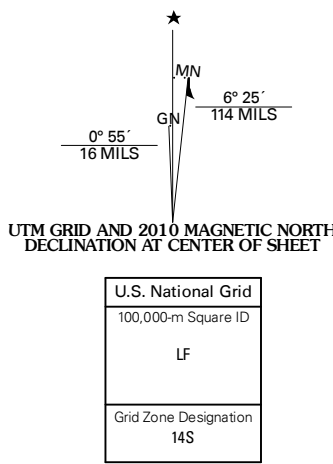 MN
GN
6° 25´
114 MILS
0° 55´
16 MILS
UTM GRID AND 2010 MAGNETIC NORTH
DECLINATION AT CENTER OF SHEET
U.S. National Grid
100,000-m Square ID
LF
Grid Zone Designation
14S